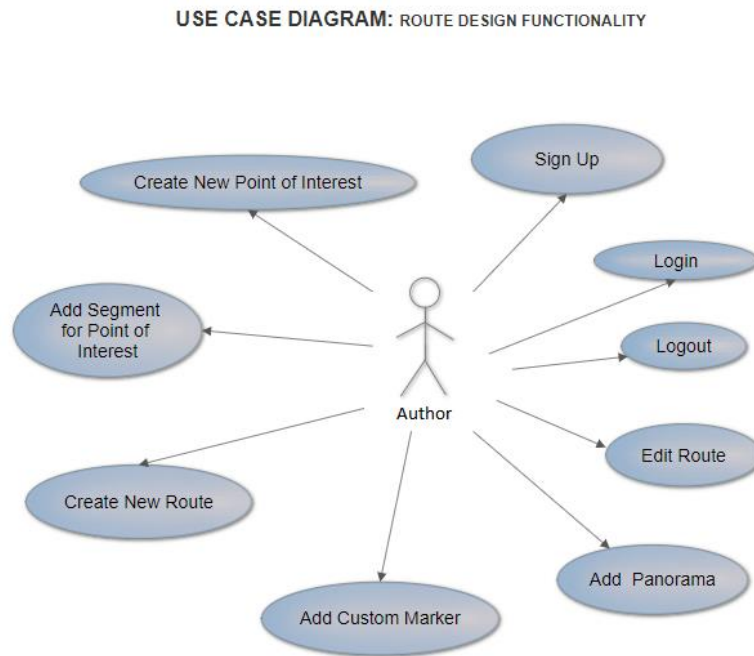 USE CASE DIAGRAM: ROUTE DESIGN FUNCTIONALITY
Sign Up
Create New Point of Interest
Login
Add Segment
for Point of
Interest
Logout
Author
Edit Route
Create New Route
Add Panorama
Add Custom Marker